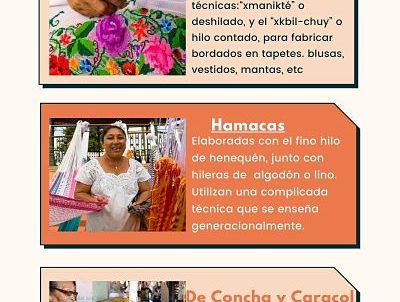 técnicas:"xmanikté" o
deshilado, y el "xkbil-chuy" o
hilo contado, para fabricar
bordados en tapetes. blusas,
vestidos, mantas, etc
Hamacas
Elaboradas con el fino hilo
de henequén, junto con
hileras de algodón o lino.
Utilizan una complicada
técnica que se enseña
generacionalmente.
De Concha y Caracol